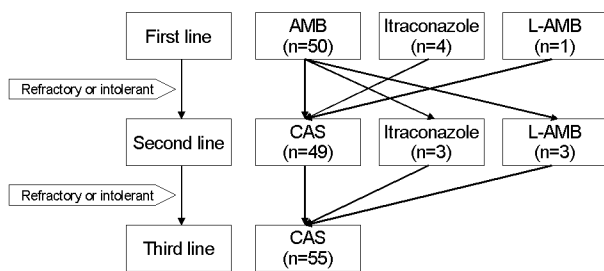 First line
AMB
(n=50)
Itraconazole
(n=4)
L-AMB
(n=1)
Refractory or intolerant
Second line
CAS
(n=49)
Itraconazole
(n=3)
L-AMB
(n=3)
Refractory or intolerant
Third line
CAS
(n=55)